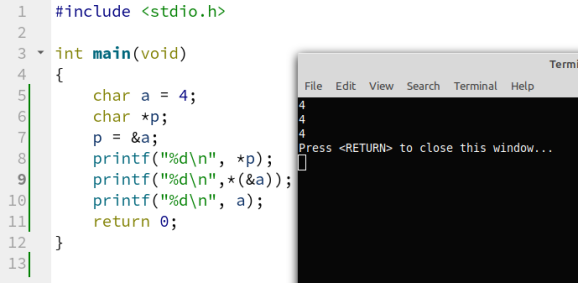 1 #include <stdio.h>
2
3 int main(void)
4 {
5 char a = 4;
6 char *p;
7 p = &a;
8 printf("%d\n", *p);
9 printf("%d\n",*(&a));
10 printf("%d\n", a);
11 return 0;
12 }
13
Termi
File Edit View Search Terminal Help
4
4
4
Press <RETURN> to close this window...